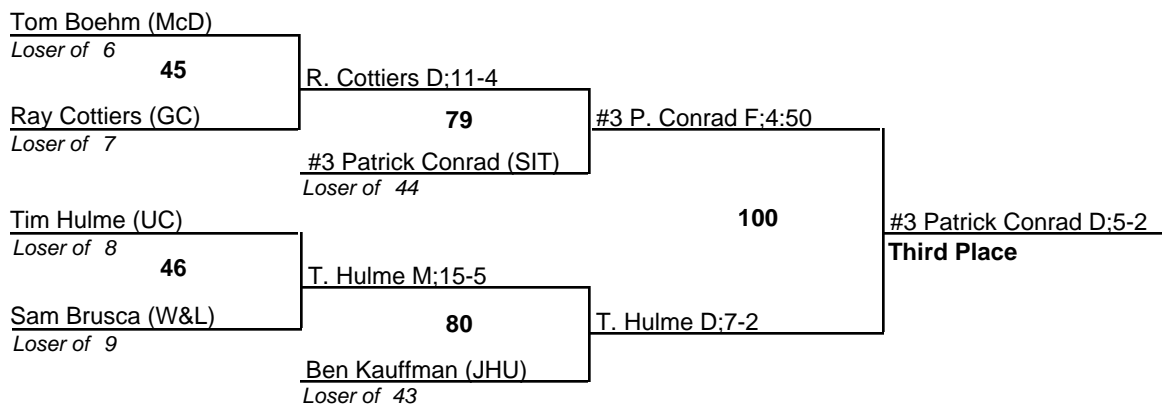 Tom Boehm (McD)
Loser of 6
45
R. Cottiers D;11-4
Ray Cottiers (GC)
Loser of 7
79
#3 P. Conrad F;4:50
#3 Patrick Conrad (SIT)
Loser of 44
Tim Hulme (UC)
Loser of 8
100
#3 Patrick Conrad D;5-2
Third Place
46
T. Hulme M;15-5
Sam Brusca (W&L)
Loser of 9
80
T. Hulme D;7-2
Ben Kauffman (JHU)
Loser of 43